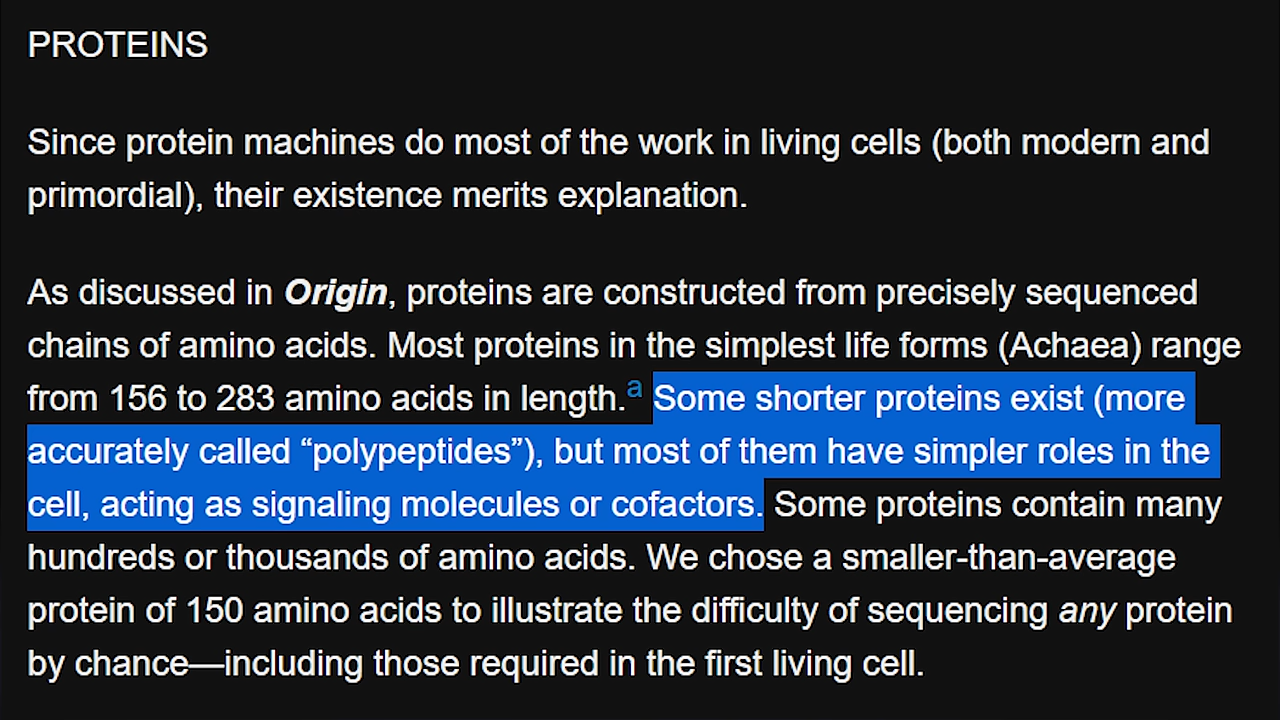 PROTEINS
Since protein machines do most of the work in living cells (both modern and
primordial), their existence merits explanation.
As discussed in Origin, proteins are constructed from precisely sequenced
chains of amino acids. Most proteins in the simplest life forms (Achaea) range
from 156 to 283 amino acids in length.a Some shorter proteins exist (more
accurately called “polypeptides”), but most of them have simpler roles in the
cell, acting as signaling molecules or cofactors. Some proteins contain many
hundreds or thousands of amino acids. We chose a smaller-than-average
protein of 150 amino acids to illustrate the difficulty of sequencing any protein
by chance—including those required in the first living cell.